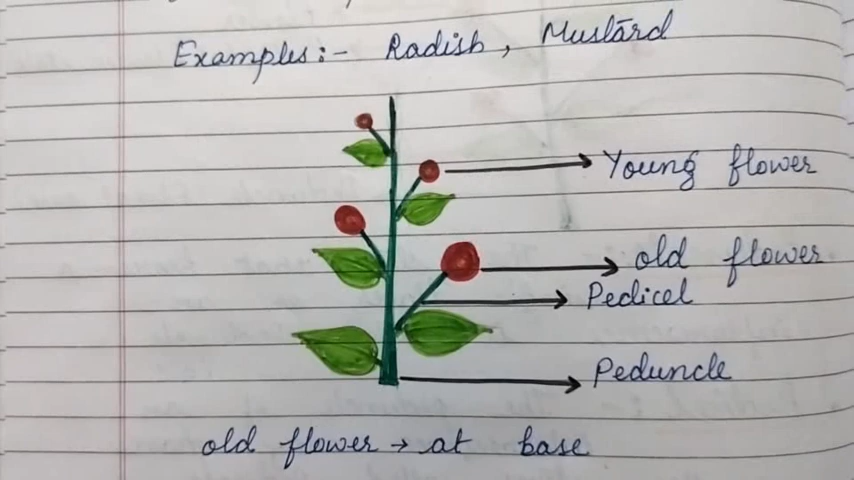 Examples:- Radish, Mustard
Young flower
old flower
Pedicel
Peduncle
old flower → at base